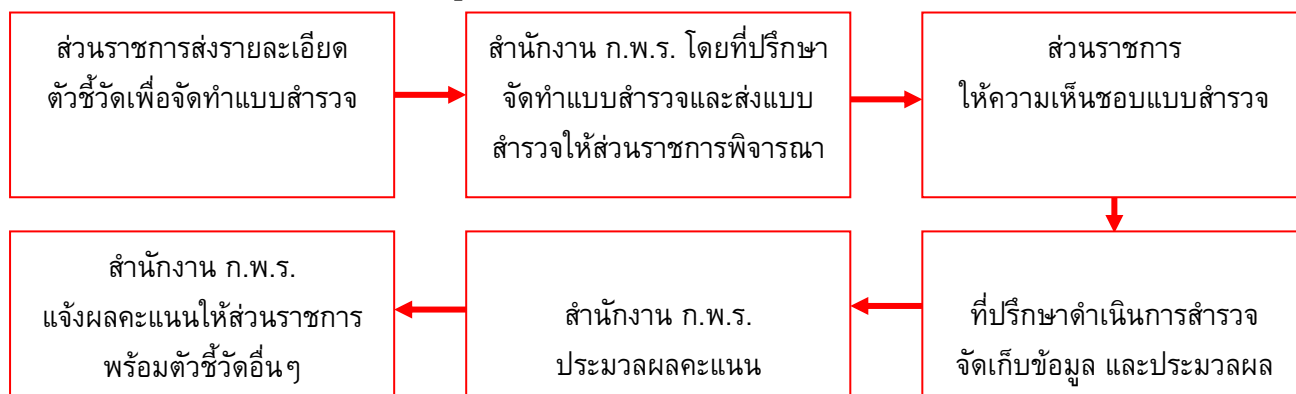 ส่วนราชการส่งรายละเอียด
ตัวชี้วัดเพื่อจัดทำแบบสำรวจ
สำนักงาน ก.พ.ร. โดยที่ปรึกษา
จัดทำแบบสำรวจและส่งแบบ
สำรวจให้ส่วนราชการพิจารณา
ส่วนราชการ
ให้ความเห็นชอบแบบสำรวจ
ที่ปรึกษาดำเนินการสำรวจ
จัดเก็บข้อมูล และประมวลผล
สำนักงาน ก.พ.ร.
ประมวลผลคะแนน
สำนักงาน ก.พ.ร.
แจ้งผลคะแนนให้ส่วนราชการ
พร้อมตัวชี้วัดอื่นๆ